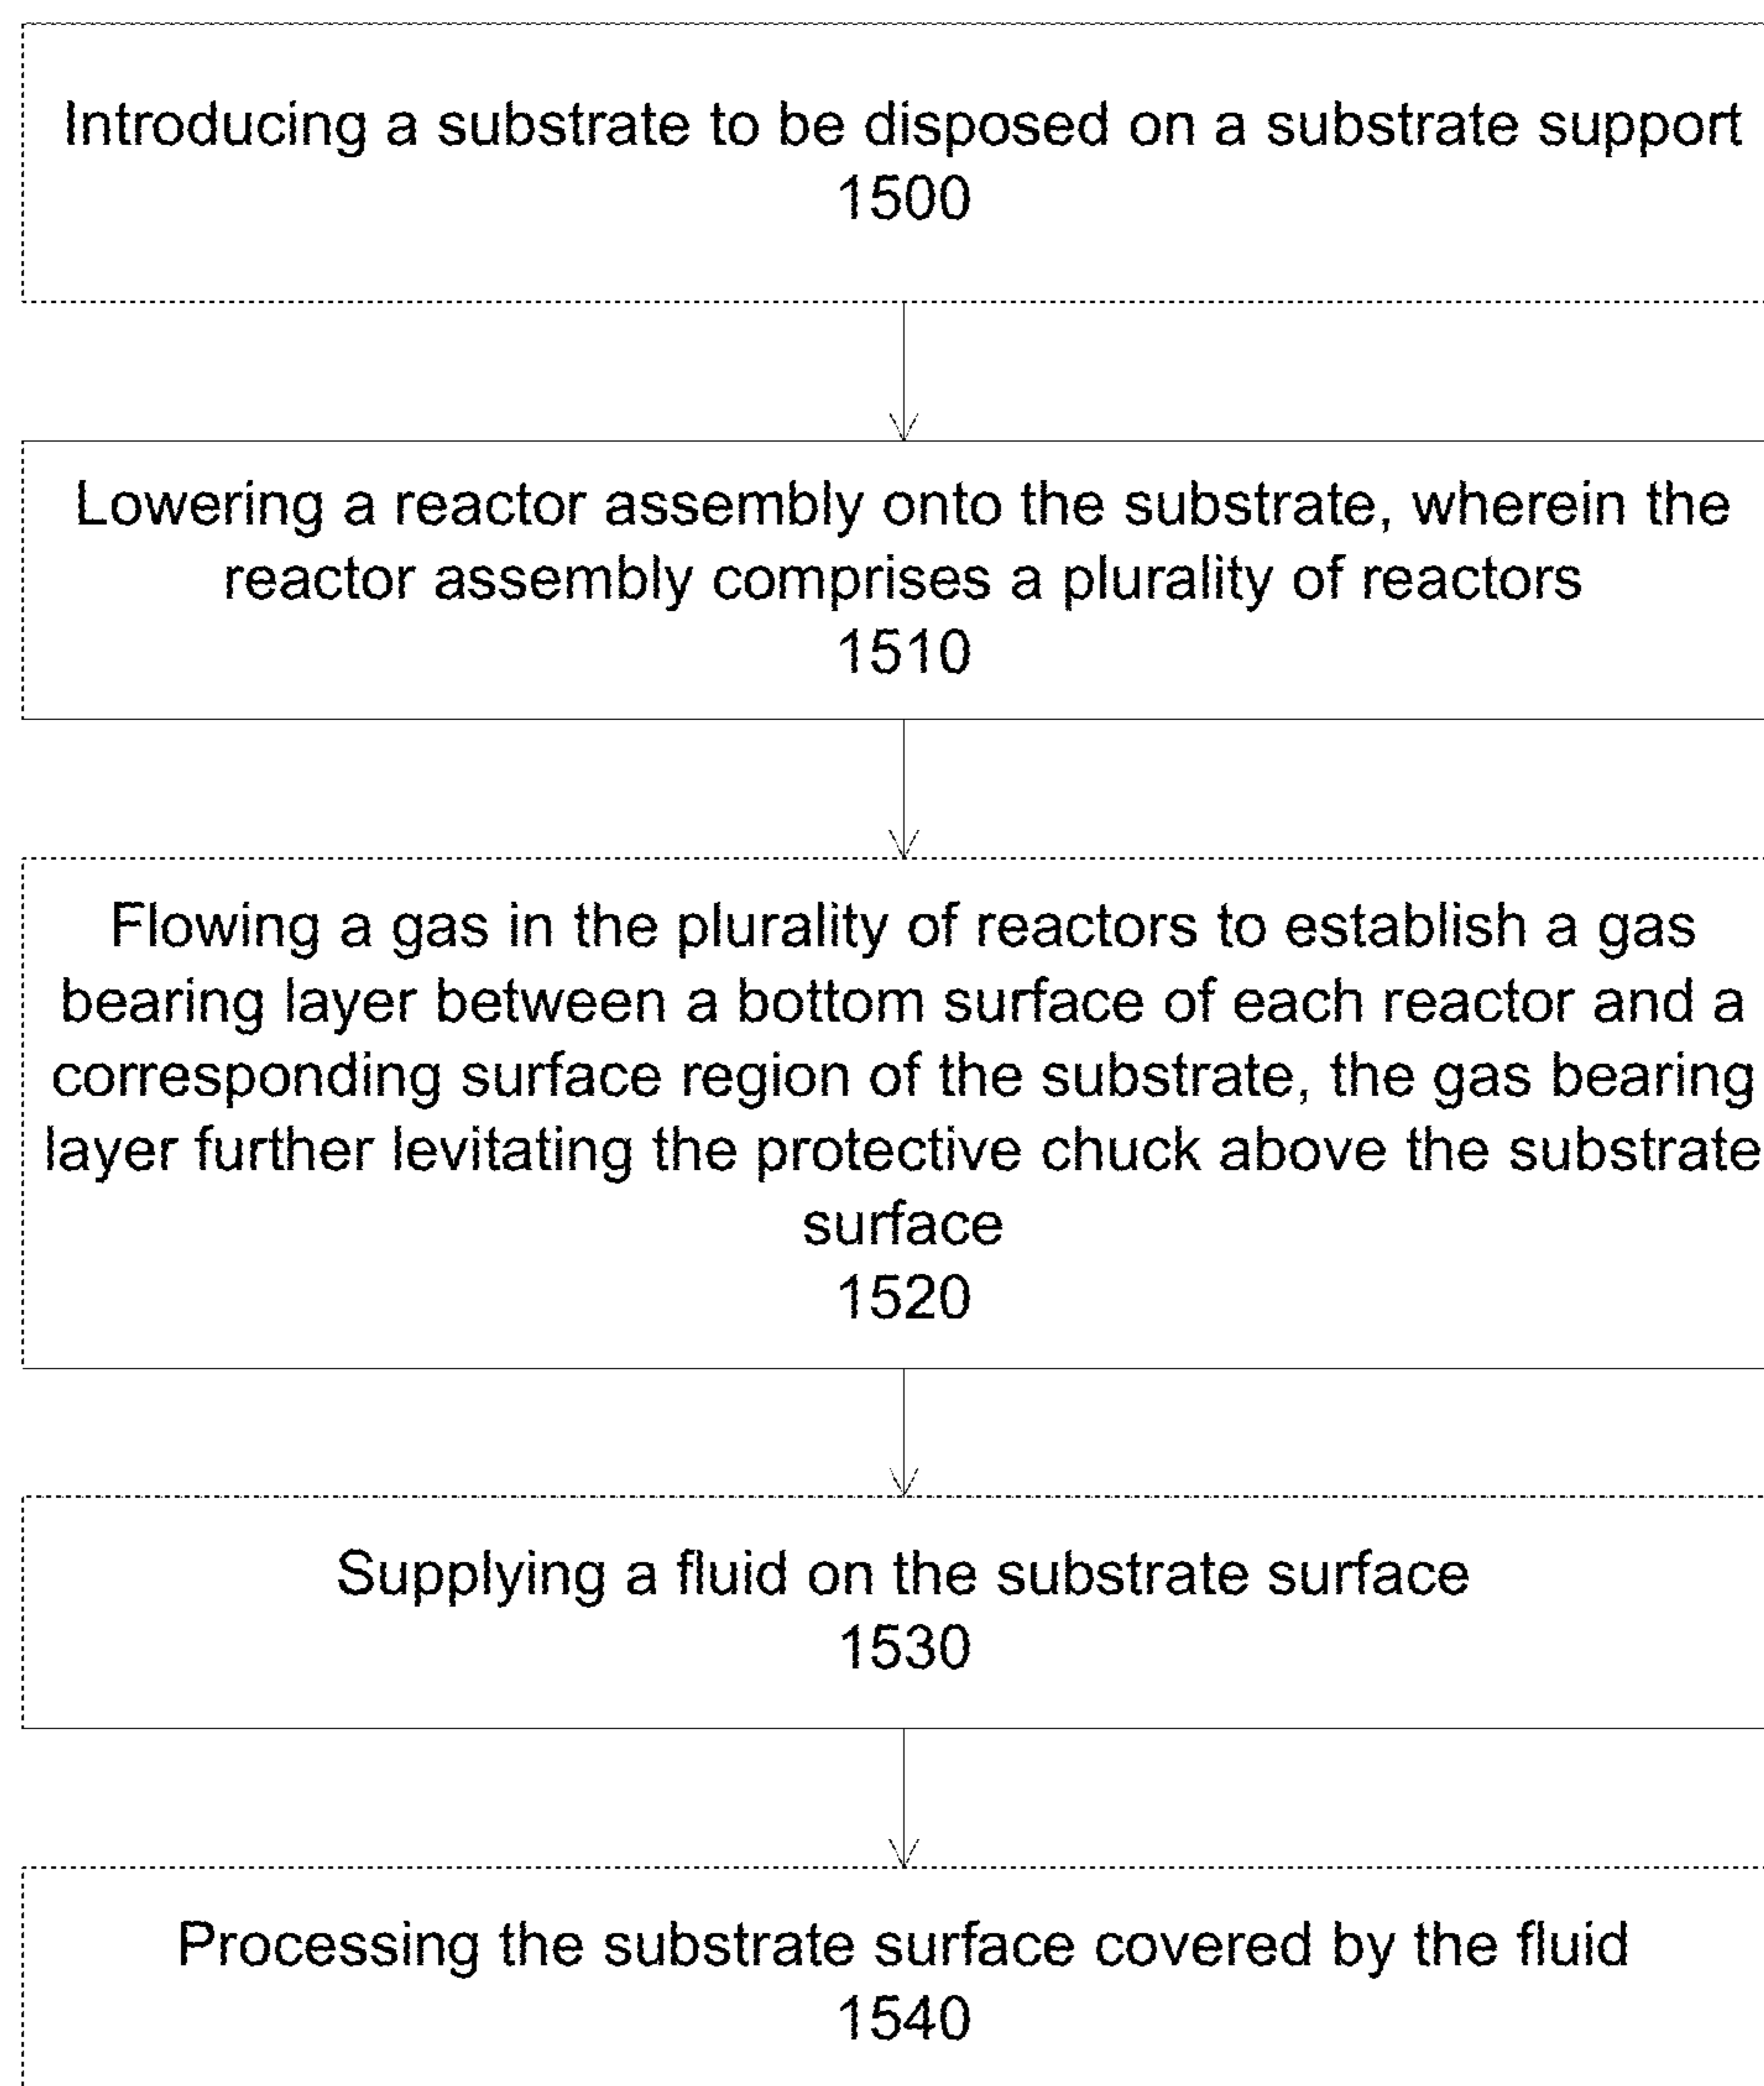 Introducing a substrate to be disposed on a substrate support
1500
Lowering a reactor assembly onto the substrate, wherein the
reactor assembly comprises a plurality of reactors
1510
Flowing a gas in the plurality of reactors to establish a gas
bearing layer between a bottom surface of each reactor and a
corresponding surface region of the substrate, the gas bearing
layer further levitating the protective chuck above the substrate
surface
1520
Supplying a fluid on the substrate surface
1530
Processing the substrate surface covered by the fluid
1540